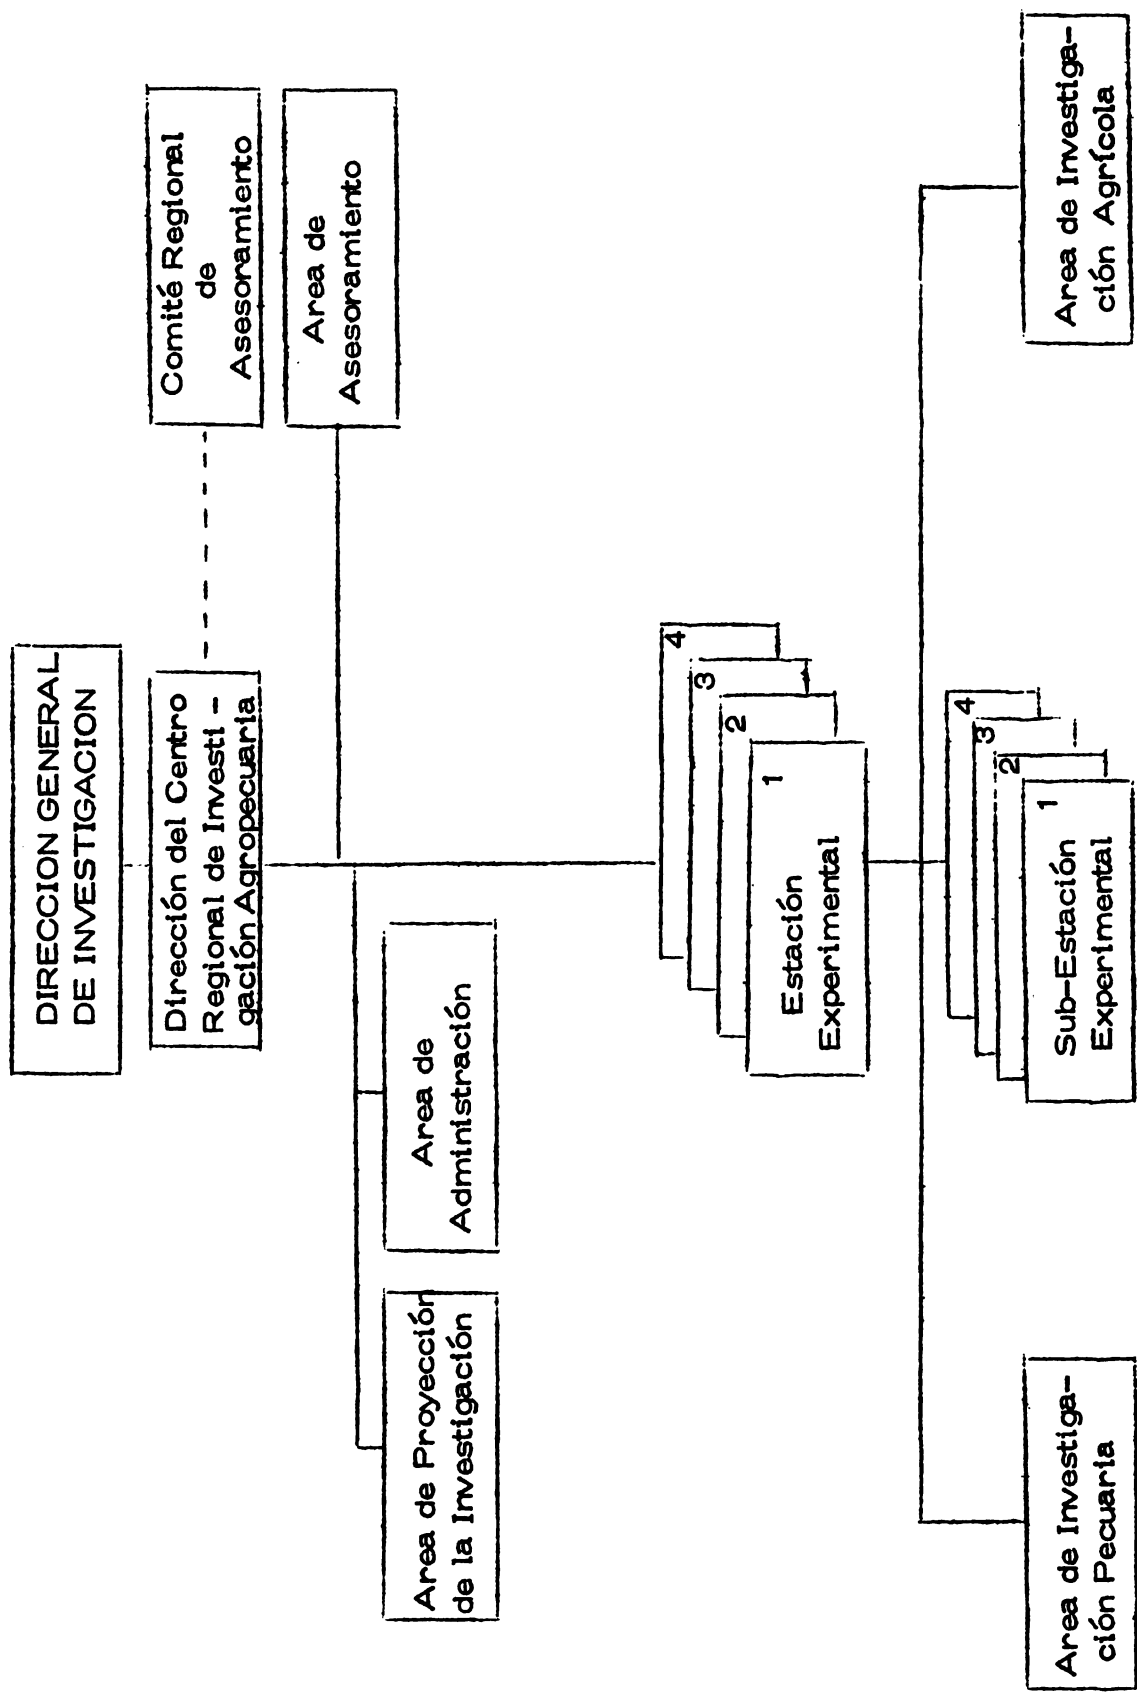 DIRECCION GENERAL
DE INVESTIGACION
Dirección del Centro
Regional de Investi -
gación Agropecuaria
Comité Regional
de
Asesoramiento
Area de
Asesoramiento
Area de Proyección
de la Investigación
Area de
Administración
4
3
2
1
Estación
Experimental
Area de Investiga-
ción Pecuaria
4
3
2
1
Sub-Estación
Experimental
Area de Investiga-
ción Agrícola